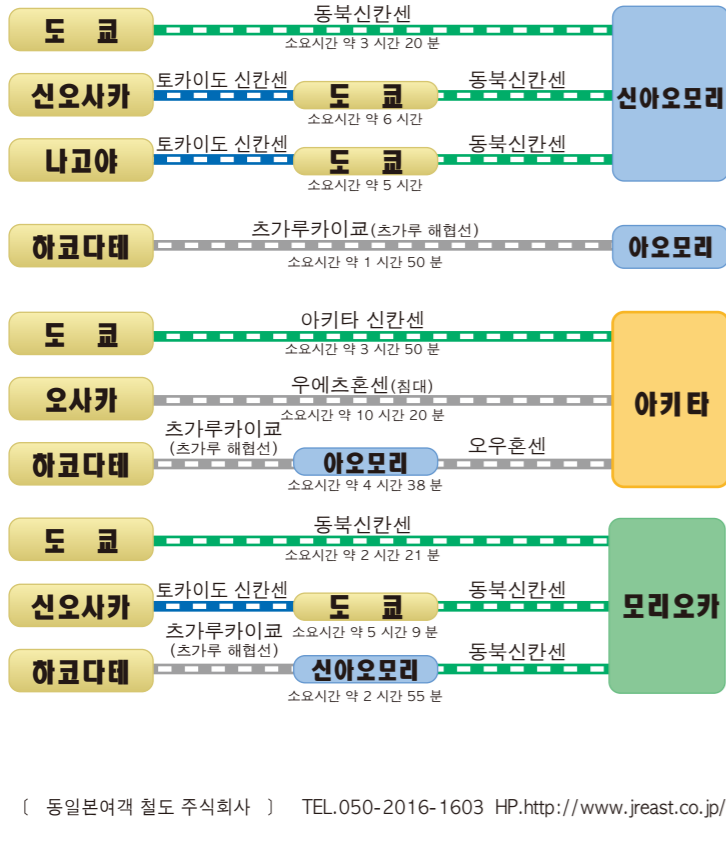 동북신칸센
도 쿄
소요시간 약 3 시간 20 분
토카이도 신칸센
동북신칸센
신오사카
도 쿄
신아오모리
소요시간 약 6 시간
토카이도 신칸센
동북신칸센
나고야
도 쿄
소요시간 약 5 시간
츠가루카이쿄(츠가루 해협선)
하코다테
아오모리
소요시간 약 1 시간 50 분
아키타 신칸센
도 쿄
소요시간 약 3 시간 50 분
우에츠혼센(침대)
오사카
아키타
소요시간 약 10 시간 20 분
츠가루카이쿄
(츠가루 해협선)
오우혼센
하코다테
아오모리
소요시간 약 4 시간 38 분
동북신칸센
도 쿄
소요시간 약 2 시간 21 분
토카이도 신칸센
동북신칸센
신오사카
도 쿄
모리오카
소요시간 약 5 시간 9 분
츠가루카이쿄
(츠가루 해협선)
동북신칸센
하코다테
신아오모리
소요시간 약 2 시간 55 분
〔 동일본여객 철도 주식회사 〕 TEL.050-2016-1603 HP.http://www.jreast.co.jp/